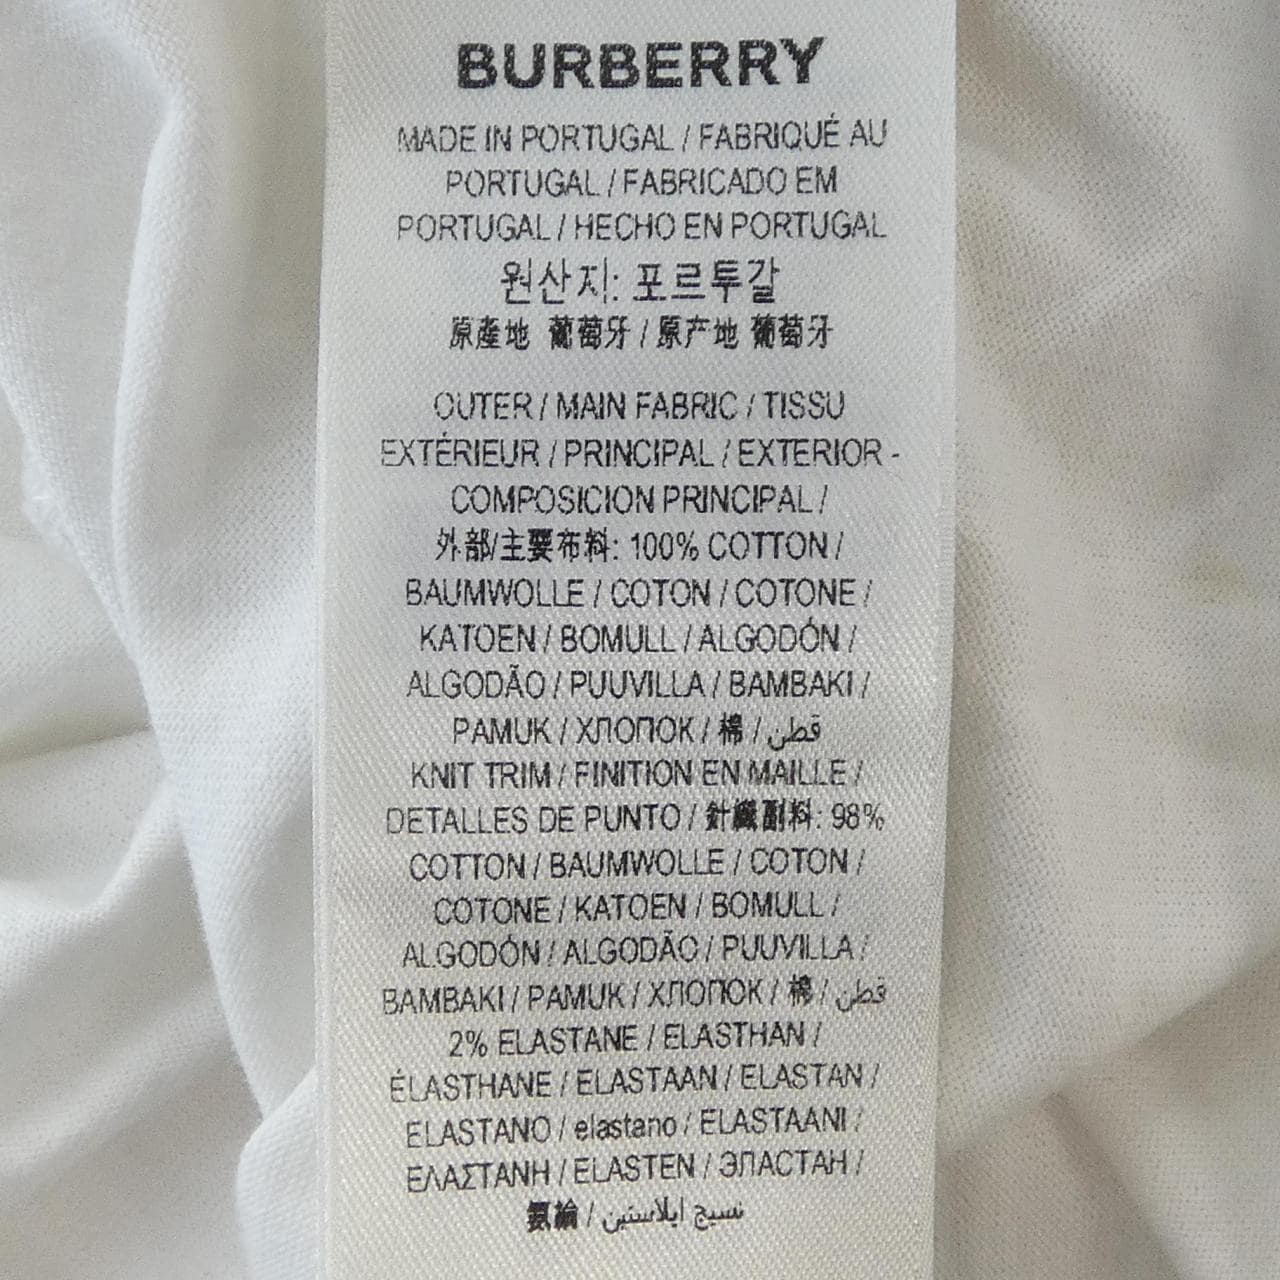 BURBERRY
MADE IN PORTUGAL / FABRIQUÉ AU
PORTUGAL / FABRICADO EM
PORTUGAL / HECHO EN PORTUGAL
원산지: 포르투갈
原產地 葡萄牙 / 原产地 葡萄牙
OUTER / MAIN FABRIC / TISSU
EXTÉRIEUR / PRINCIPAL / EXTERIOR -
COMPOSICION PRINCIPAL /
外部/主要布料: 100% COTTON /
BAUMWOLLE / COTON / COTONE /
KATOEN / BOMULL / ALGODÓN /
ALGODÃO / PUUVILLA / BAMBAKI /
PAMUK / ХЛОПОК / 棉 / قطن
KNIT TRIM / FINITION EN MAILLE /
DETALLES DE PUNTO / 針織副料: 98%
COTTON / BAUMWOLLE / COTON /
COTONE / KATOEN / BOMULL /
ALGODÓN / ALGODÃO / PUUVILLA /
BAMBAKI / PAMUK / ХЛОПОК / 棉 / قطن
2% ELASTANE / ELASTHAN /
ÉLASTHANE / ELASTAAN / ELASTAN /
ELASTANO / elastano / ELASTAANI /
ΕΛΑΣΤΑΝΗ / ELASTEN / ЭЛАСТАН /
氨綸 / نسيج ايلاستين